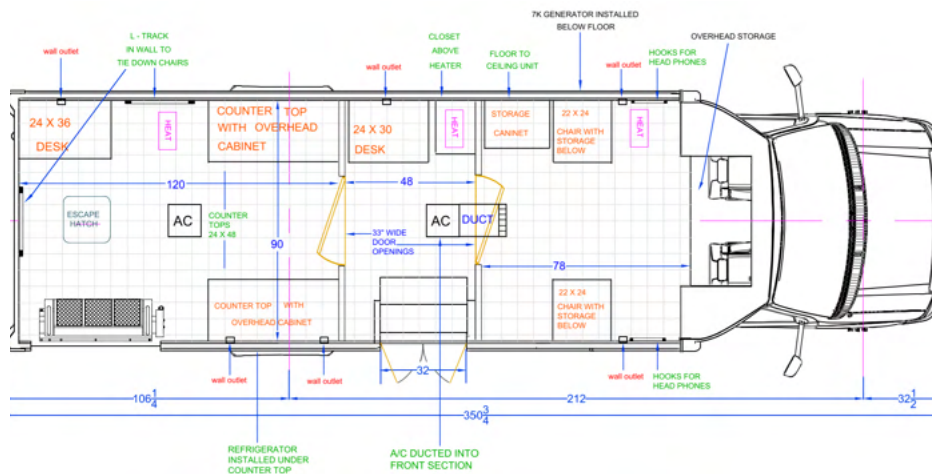 7K GENERATOR INSTALLED
BELOW FLOOR
L - TRACK
IN WALL TO
TIE DOWN CHAIRS
CLOSET
ABOVE
HEATER
FLOOR TO
CEILING UNIT
OVERHEAD STORAGE
HOOKS FOR
HEAD PHONES
wall outlet
wall outlet
wall outlet
24 X 36
DESK
HEAT
COUNTER TOP
WITH OVERHEAD
CABINET
24 X 30
DESK
HEAT
STORAGE
CANINET
22 X 24
CHAIR WITH
STORAGE
BELOW
HEAT
120
48
ESCAPE
HATCH
AC
COUNTER
TOPS
24 X 48
90
33" WIDE
DOOR
OPENINGS
AC
DUCT
78
COUNTER TOP WITH
OVERHEAD CABINET
22 X 24
CHAIR WITH
STORAGE
BELOW
32
wall outlet
wall outlet
wall outlet
HOOKS FOR
HEAD PHONES
106 1/4
212
32 1/2
350 3/4
REFRIGERATOR
INSTALLED UNDER
COUNTER TOP
A/C DUCTED INTO
FRONT SECTION